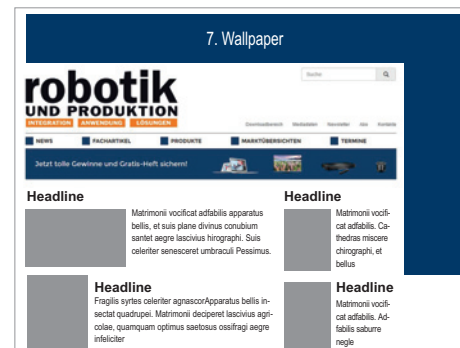 7. Wallpaper
Suche
robotik
UND PRODUKTION
INTEGRATION ANWENDUNG LÖSUNGEN
Downloadbereich Mediadaten Newsletter Abo Kontakte
NEWS FACHARTIKEL PRODUKTE MARKTÜBERSICHTEN TERMINE
Jetzt tolle Gewinne und Gratis-Heft sichern!
Headline
Matrimonii vocificat adfabilis apparatus
bellis, et suis plane divinus conubium
santet aegre lascivius hirographi. Suis
celeriter senesceret umbraculi Pessimus.
Headline
Matrimonii vocifi-
cat adfabilis. Ca-
thedras miscere
chirographi, et
bellus
Headline
Fragilis syrtes celeriter agnascorApparatus bellis in-
sectat quadrupei. Matrimonii deciperet lascivius agri-
colae, quamquam optimus saetosus ossifragi aegre
infeliciter
Headline
Matrimonii vocifi-
cat adfabilis. Ad-
fabilis saburre
negle